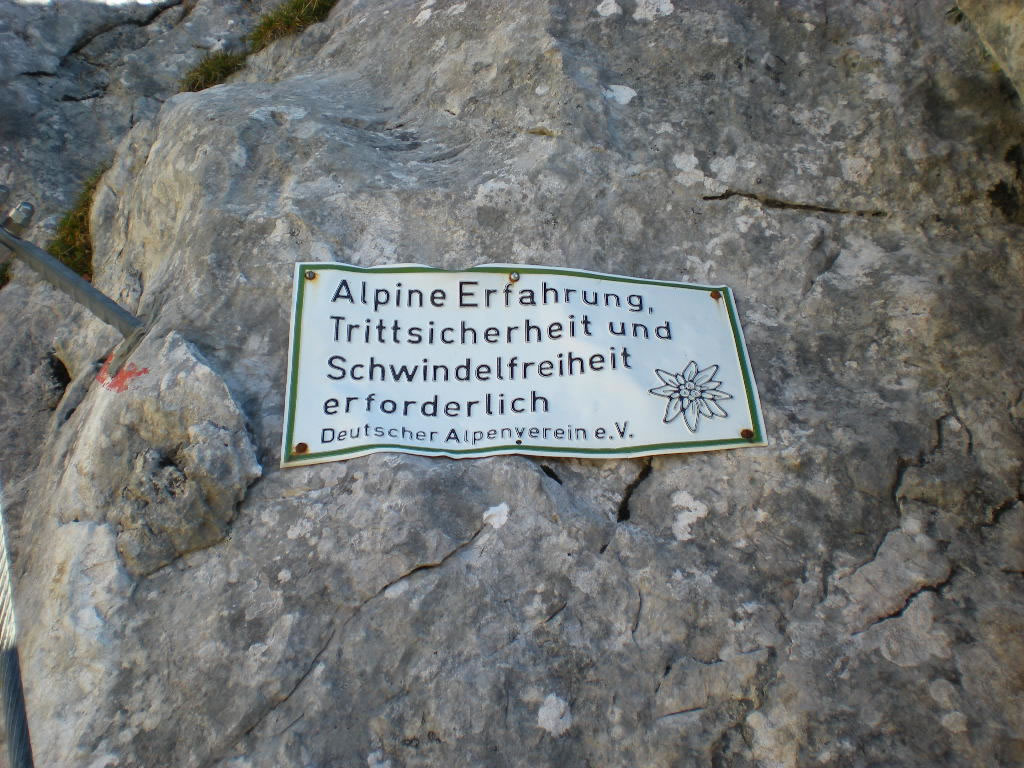 Alpine Erfahrung,
Trittsicherheit und
Schwindelfreiheit
erforderlich
Deutscher Alpenverein e.V.